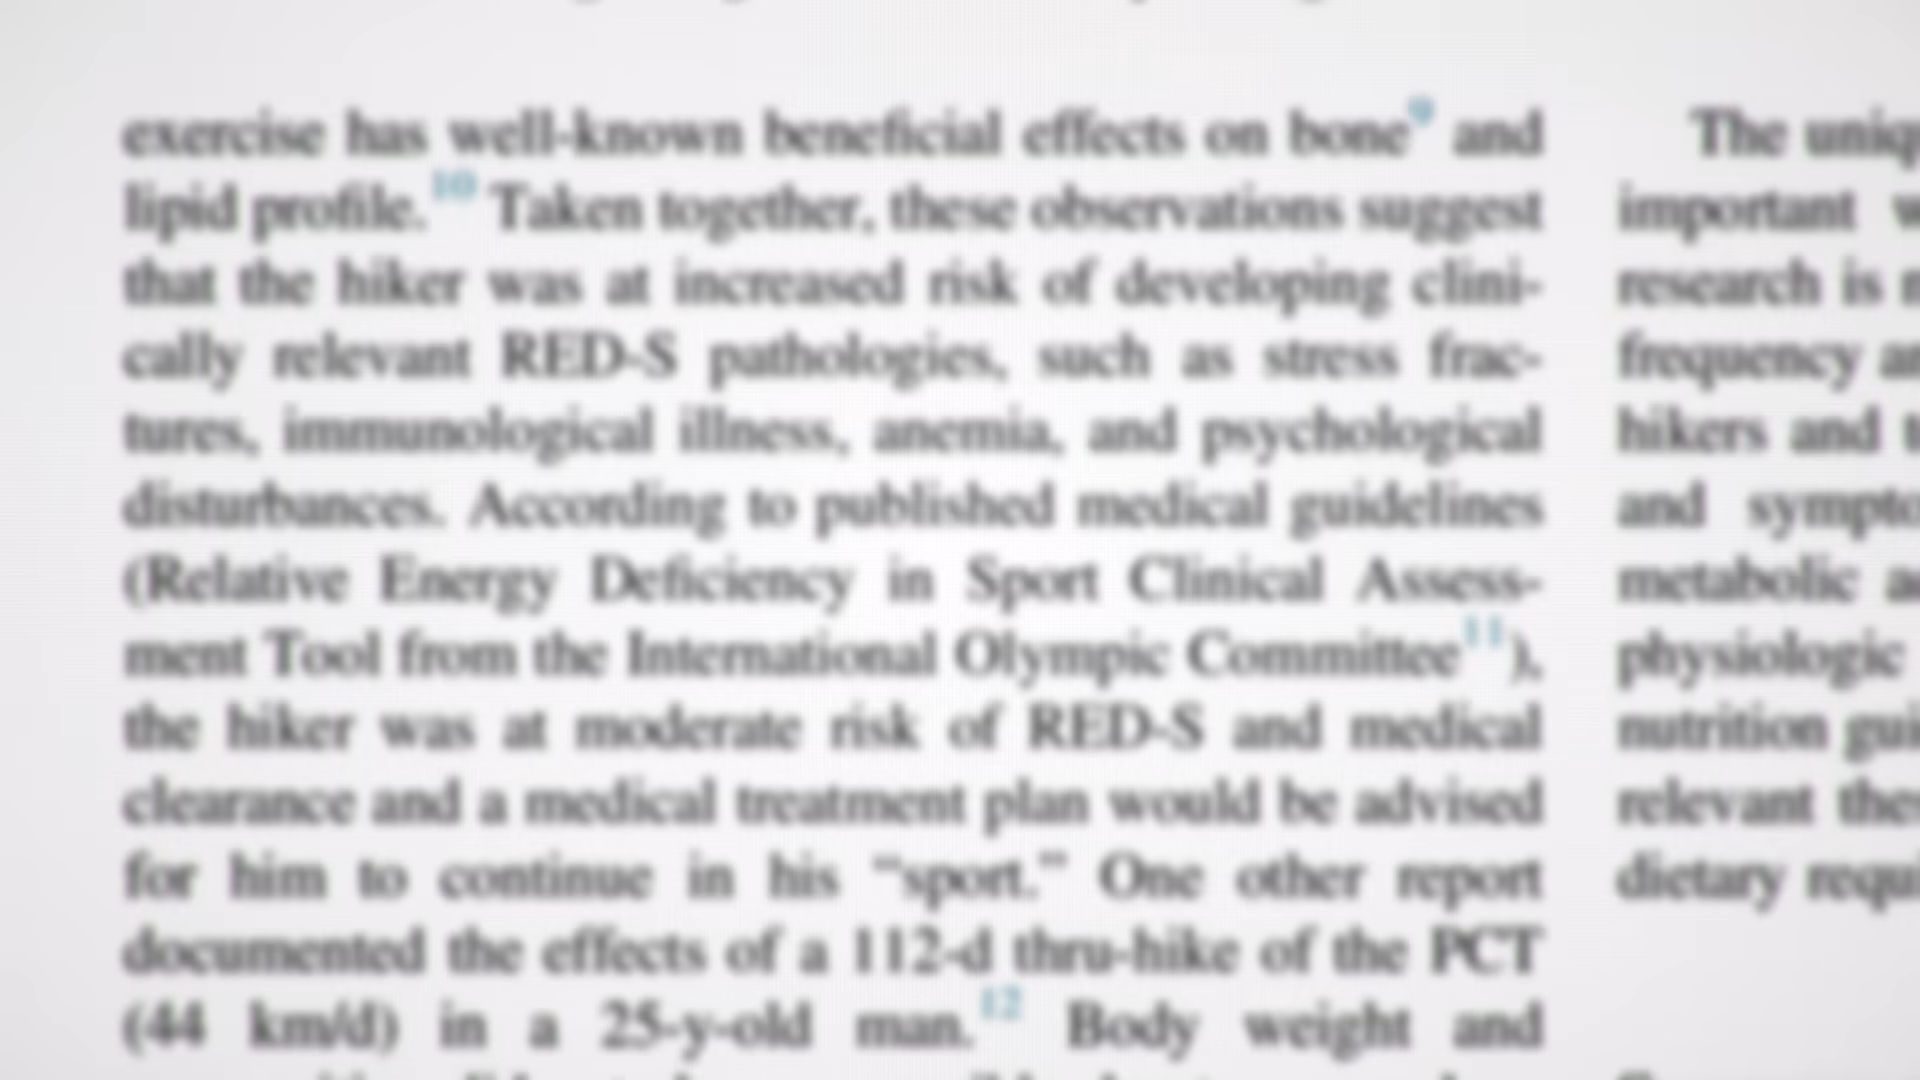 exercise has well-known beneficial effects on bone9 and
lipid profile.10 Taken together, these observations suggest
that the hiker was at increased risk of developing clini-
cally relevant RED-S pathologies, such as stress frac-
tures, immunological illness, anemia, and psychological
disturbances. According to published medical guidelines
(Relative Energy Deficiency in Sport Clinical Assess-
ment Tool from the International Olympic Committee11),
the hiker was at moderate risk of RED-S and medical
clearance and a medical treatment plan would be advised
for him to continue in his “sport.” One other report
documented the effects of a 112-d thru-hike of the PCT
(44 km/d) in a 25-y-old man.12 Body weight and
The
important
research is
frequency
hikers and
and
metabolic
physiologic
nutrition
relevant
dietary